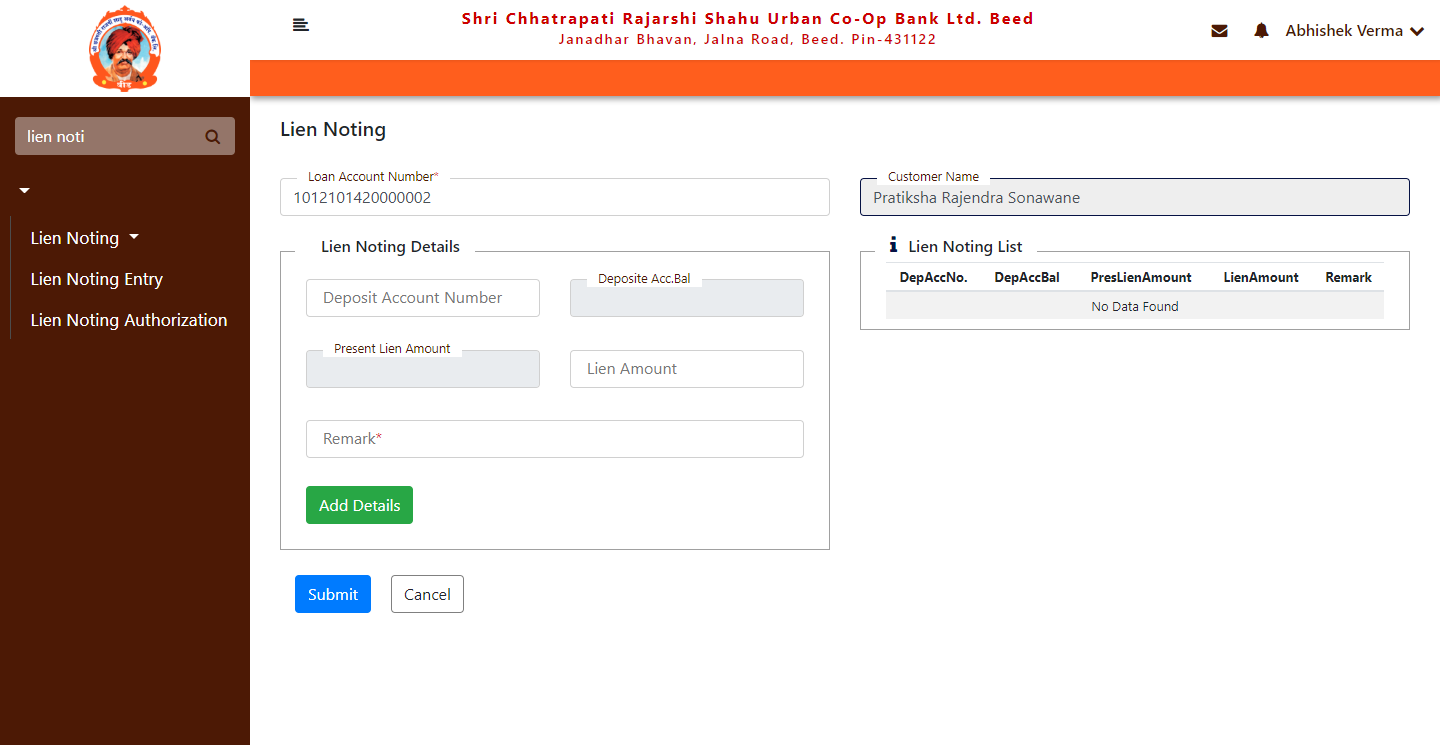 Shri Chhatrapati Rajarshi Shahu Urban Co-Op Bank Ltd. Beed
Janadhar Bhavan, Jalna Road, Beed. Pin-431122
Abhishek Verma
बीड
lien noti
Lien Noting
Lien Noting Entry
Lien Noting Authorization
Lien Noting
Loan Account Number*
1012101420000002
Customer Name
Pratiksha Rajendra Sonawane
Lien Noting Details
Deposit Account Number
Deposite Acc.Bal
Present Lien Amount
Lien Amount
Remark*
Add Details
Lien Noting List
DepAccNo. DepAccBal PresLienAmount LienAmount Remark
No Data Found
Submit Cancel